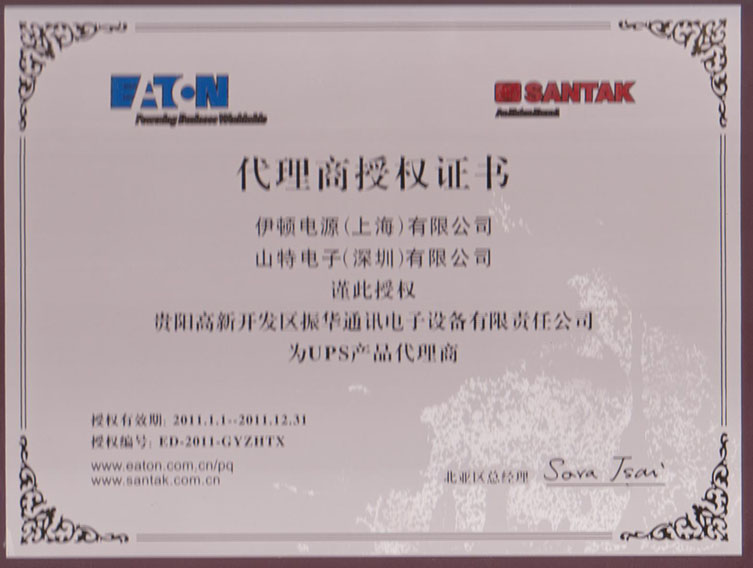 EATON
Powering Business Worldwide
SANTAK
An Eaton Brand
代理商授权证书
伊顿电源(上海)有限公司
山特电子(深圳)有限公司
谨此授权
贵阳高新开发区振华通讯电子设备有限责任公司
为UPS产品代理商
授权有效期: 2011.1.1--2011.12.31
授权编号: ED-2011-GYZHTX
www.eaton.com.cn/pq
www.santak.com.cn
北亚区总经理 Sara Tsai